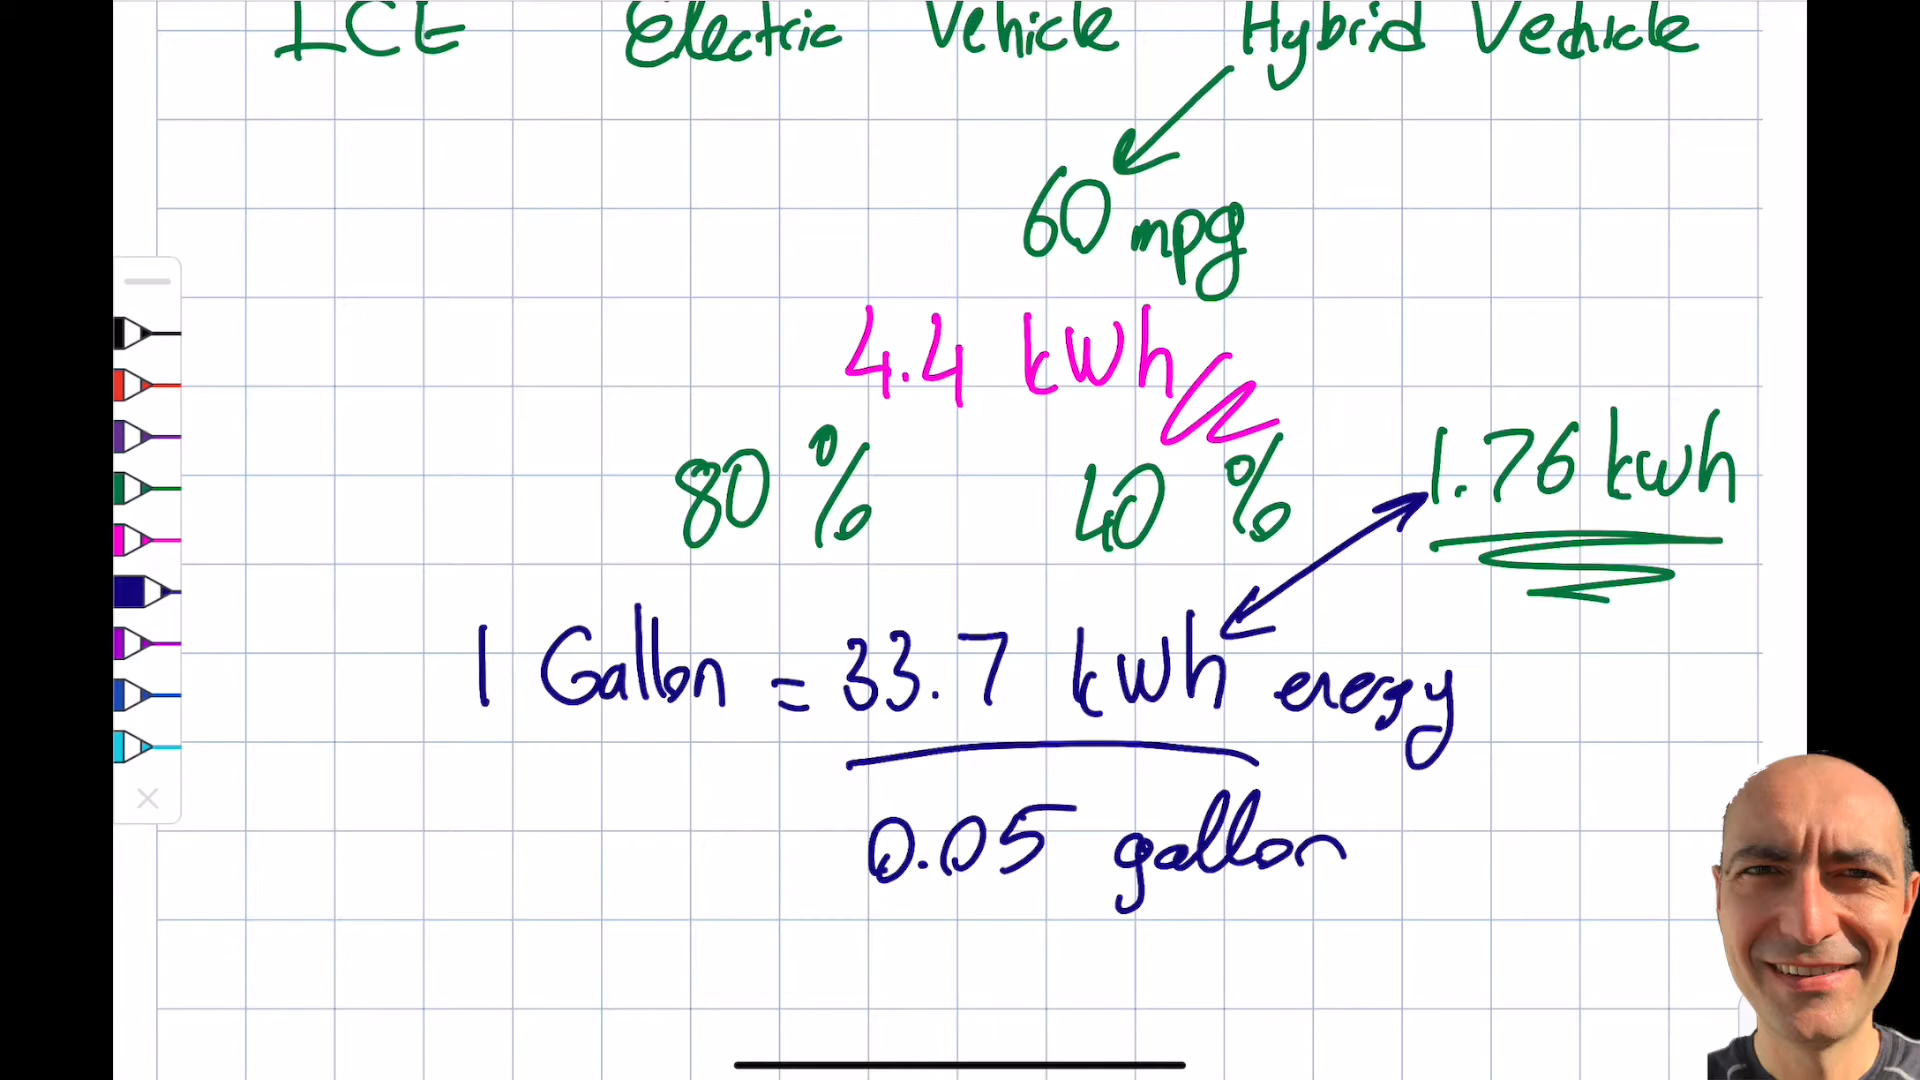 ICE Electric Vehicle Hybrid Vehicle
60 mpg
4.4 kWh
80 % 40 % 1.76 kwh
1 Gallon = 33.7 kWh energy
0.05 gallon